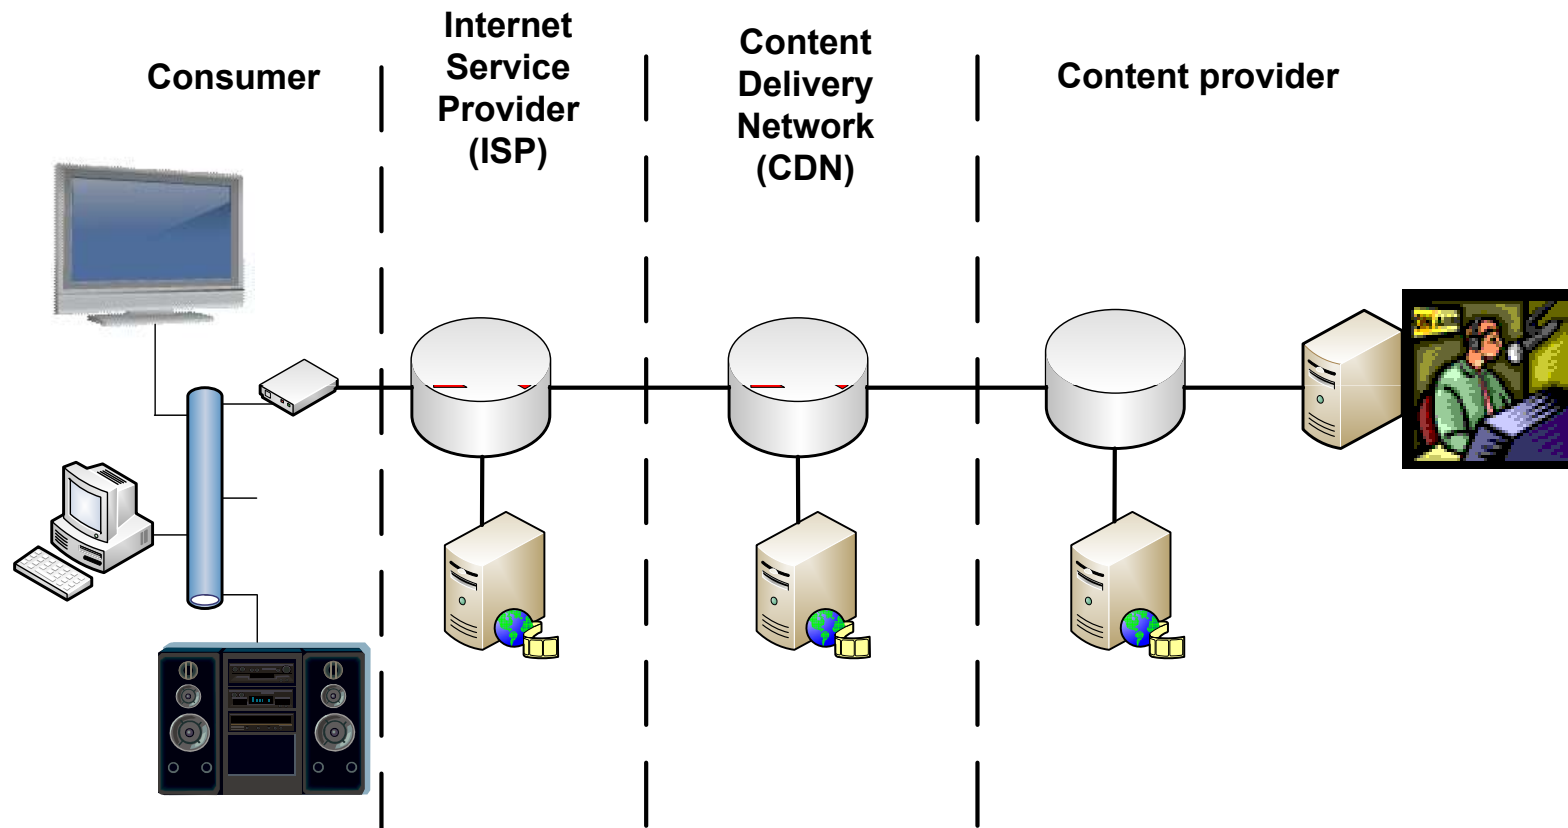 Consumer
Internet
Service
Provider
(ISP)
Content
Delivery
Network
(CDN)
Content provider